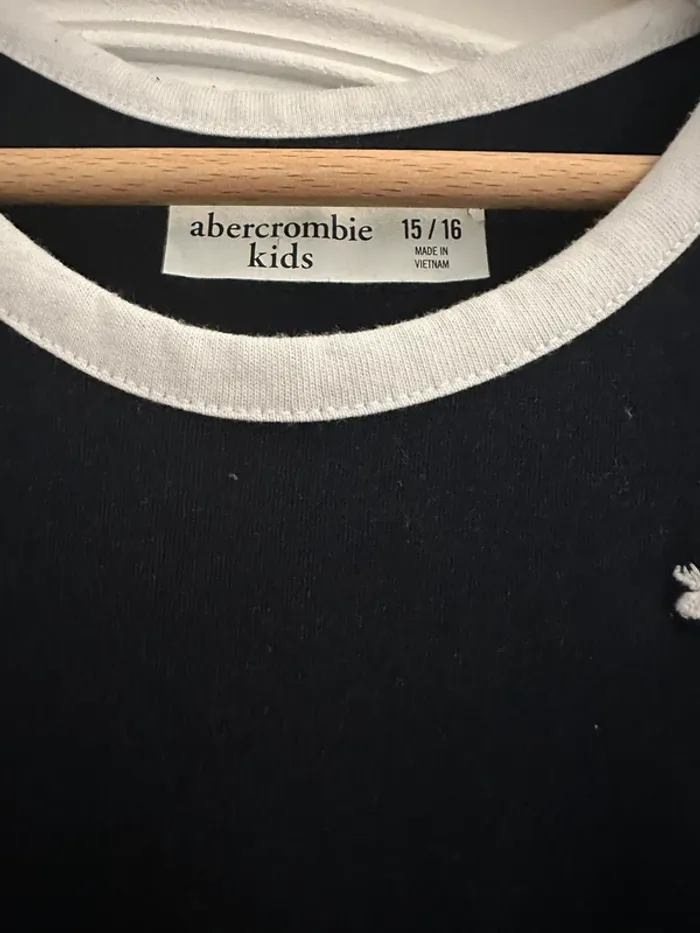 abercrombie
kids
15 / 16
MADE IN
VIETNAM